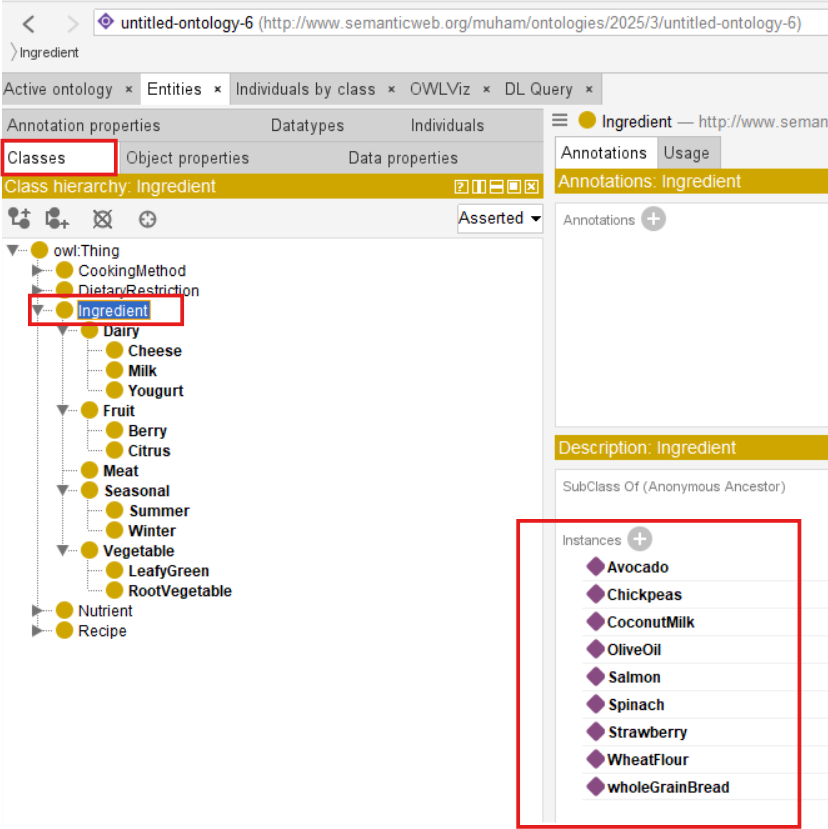 untitled-ontology-6 (http://www.semanticweb.org/muham/ontologies/2025/3/untitled-ontology-6)
Ingredient
Active ontology × Entities × Individuals by class × OWLViz × DL Query ×
Annotation properties Datatypes Individuals
Classes Object properties Data properties
Class hierarchy: Ingredient
Asserted
owl:Thing
CookingMethod
DietaryRestriction
Ingredient
Dairy
Cheese
Milk
Yougurt
Fruit
Berry
Citrus
Meat
Seasonal
Summer
Winter
Vegetable
LeafyGreen
RootVegetable
Nutrient
Recipe
Ingredient — http://www.seman
Annotations Usage
Annotations: Ingredient
Annotations
Description: Ingredient
SubClass Of (Anonymous Ancestor)
Instances
Avocado
Chickpeas
CoconutMilk
OliveOil
Salmon
Spinach
Strawberry
WheatFlour
wholeGrainBread